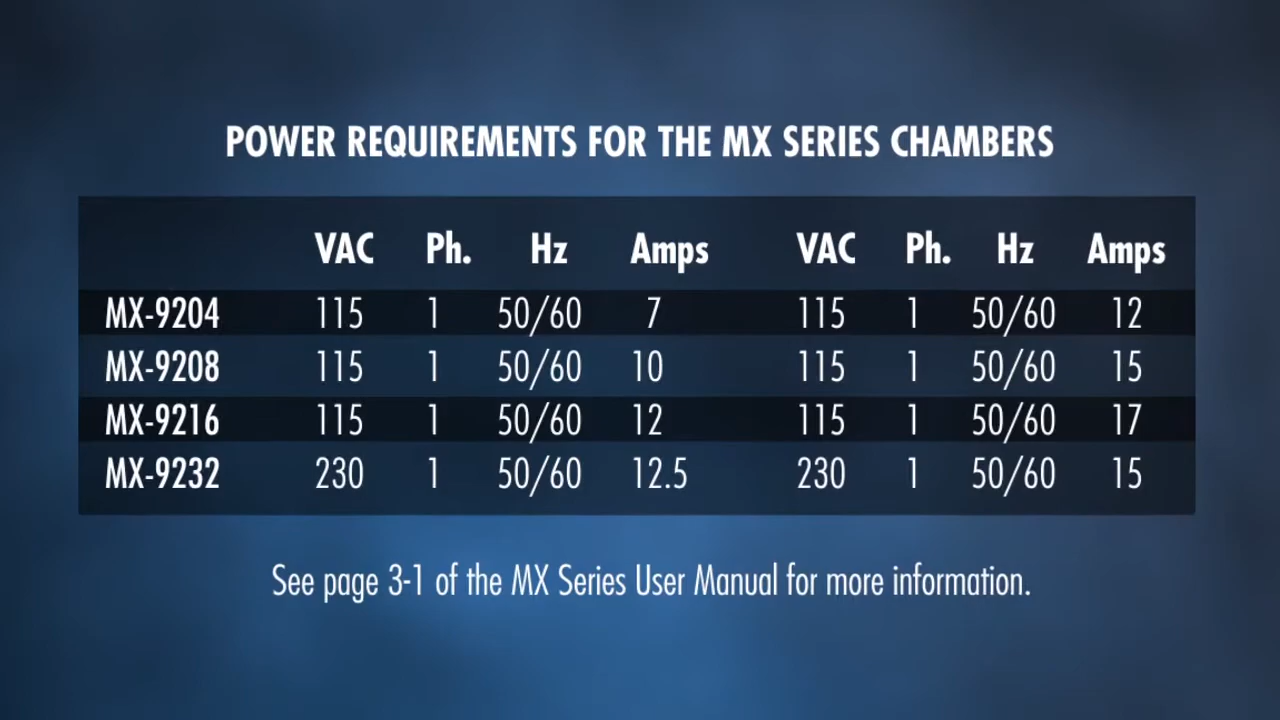 POWER REQUIREMENTS FOR THE MX SERIES CHAMBERS
VAC Ph. Hz Amps VAC Ph. Hz Amps
MX-9204 115 1 50/60 7 115 1 50/60 12
MX-9208 115 1 50/60 10 115 1 50/60 15
MX-9216 115 1 50/60 12 115 1 50/60 17
MX-9232 230 1 50/60 12.5 230 1 50/60 15
See page 3-1 of the MX Series User Manual for more information.